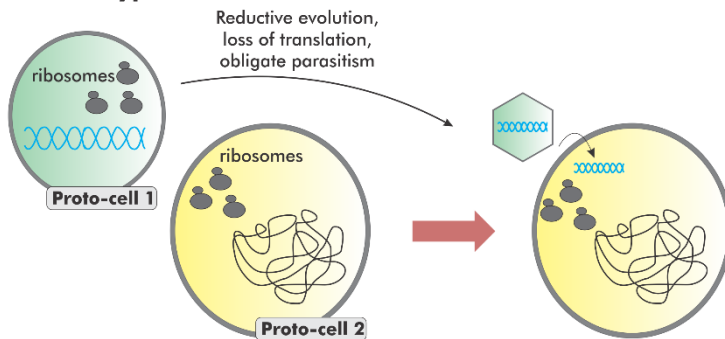 Reductive evolution,
loss of translation,
obligate parasitism
ribosomes
Proto-cell 1
ribosomes
Proto-cell 2